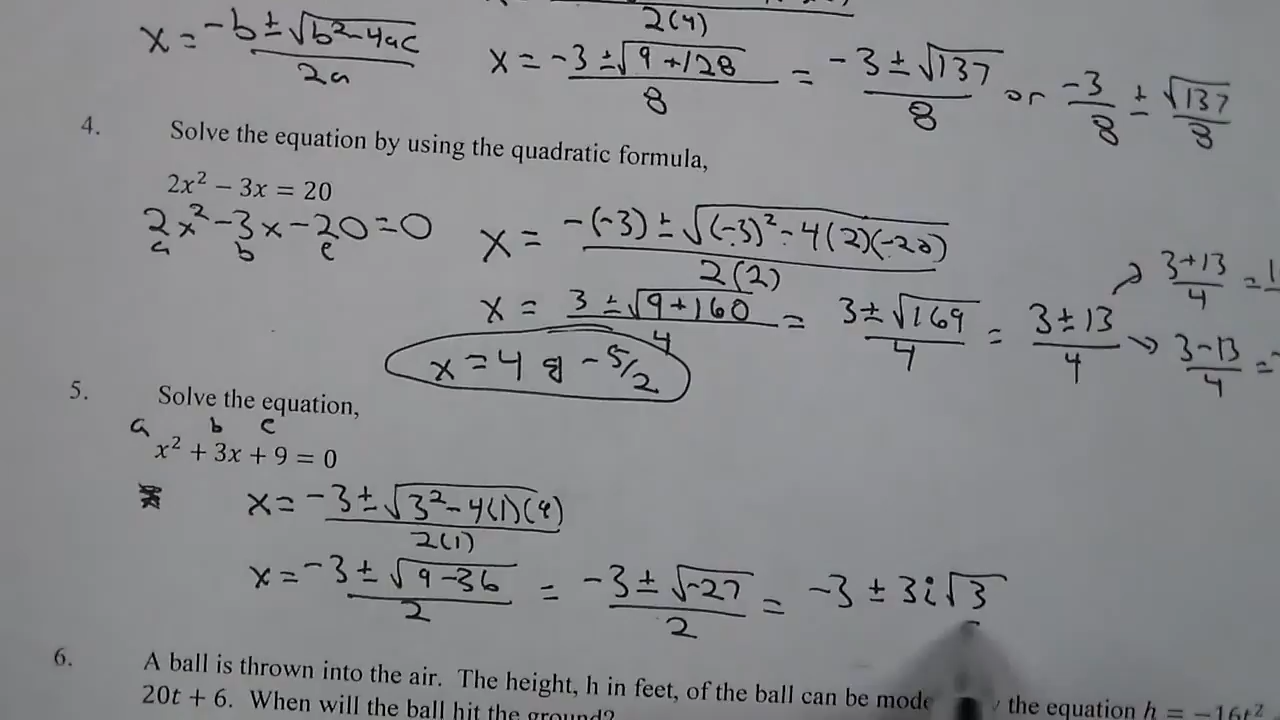 2(4)
x = -b ± √(b² - 4ac) / 2a
x = -3 ± √(9 + 128) / 8 = -3 ± √137 / 8 or -3/8 ± √137/8
4. Solve the equation by using the quadratic formula,
2x² − 3x = 20
2x² - 3x - 20 = 0
a b c
x = -(-3) ± √((-3)² - 4(2)(-20)) / 2(2)
x = 3 ± √(9 + 160) / 4 = 3 ± √169 / 4 = 3 ± 13 / 4
→ 3 + 13 / 4 =
→ 3 - 13 / 4 =
x = 4 & -5/2
5. Solve the equation,
a b c
x² + 3x + 9 = 0
x = -3 ± √(3² - 4(1)(9)) / 2(1)
x = -3 ± √(9 - 36) / 2 = -3 ± √-27 / 2 = -3 ± 3i√3
6. A ball is thrown into the air. The height, h in feet, of the ball can be the equation h = −16t²
20t + 6. When will the ball hit the ground?